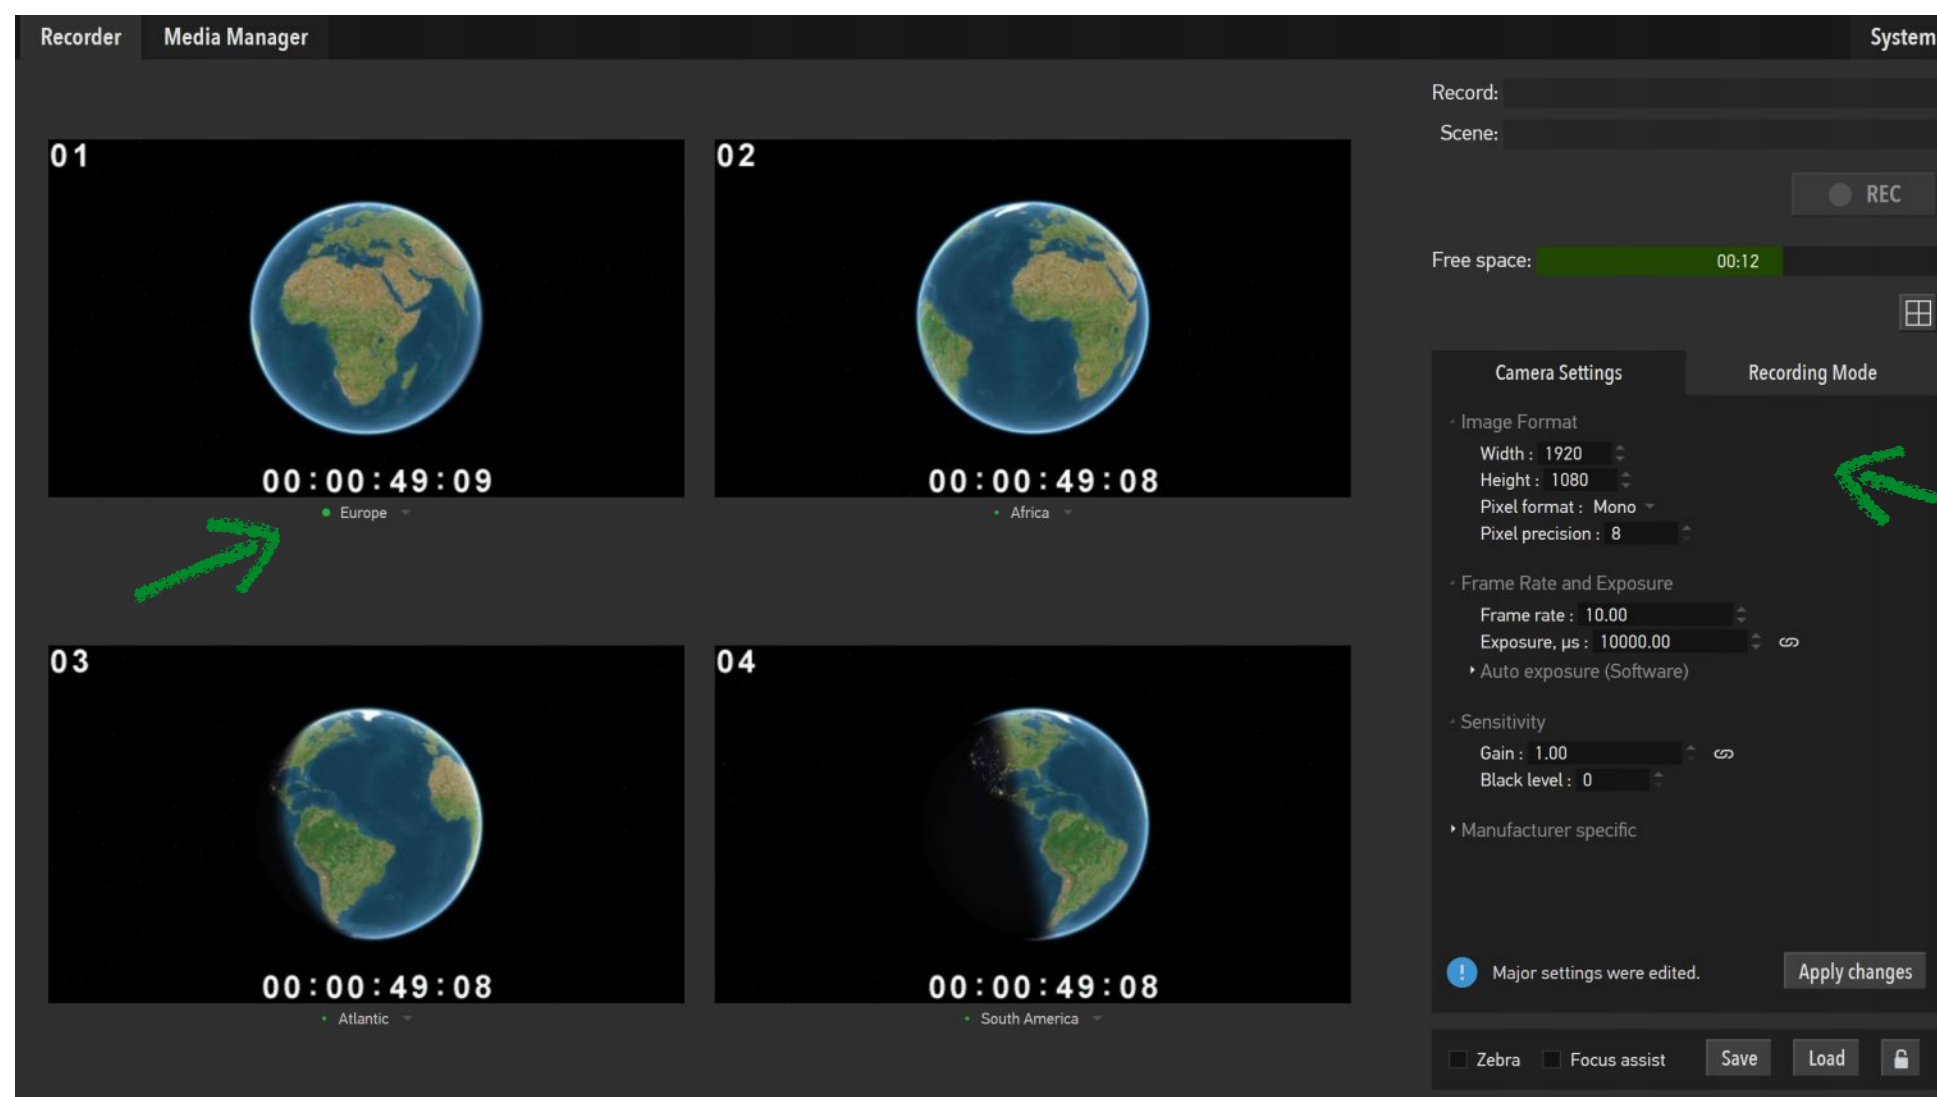 Recorder Media Manager System
Record:
Scene:
REC
Free space: 00:12
01
00:00:49:09
Europe
02
00:00:49:08
Africa
03
00:00:49:08
Atlantic
04
00:00:49:08
South America
Camera Settings Recording Mode
Image Format
Width : 1920
Height : 1080
Pixel format : Mono
Pixel precision : 8
Frame Rate and Exposure
Frame rate : 10.00
Exposure, µs : 10000.00
Auto exposure (Software)
Sensitivity
Gain : 1.00
Black level : 0
Manufacturer specific
Major settings were edited. Apply changes
Zebra Focus assist Save Load